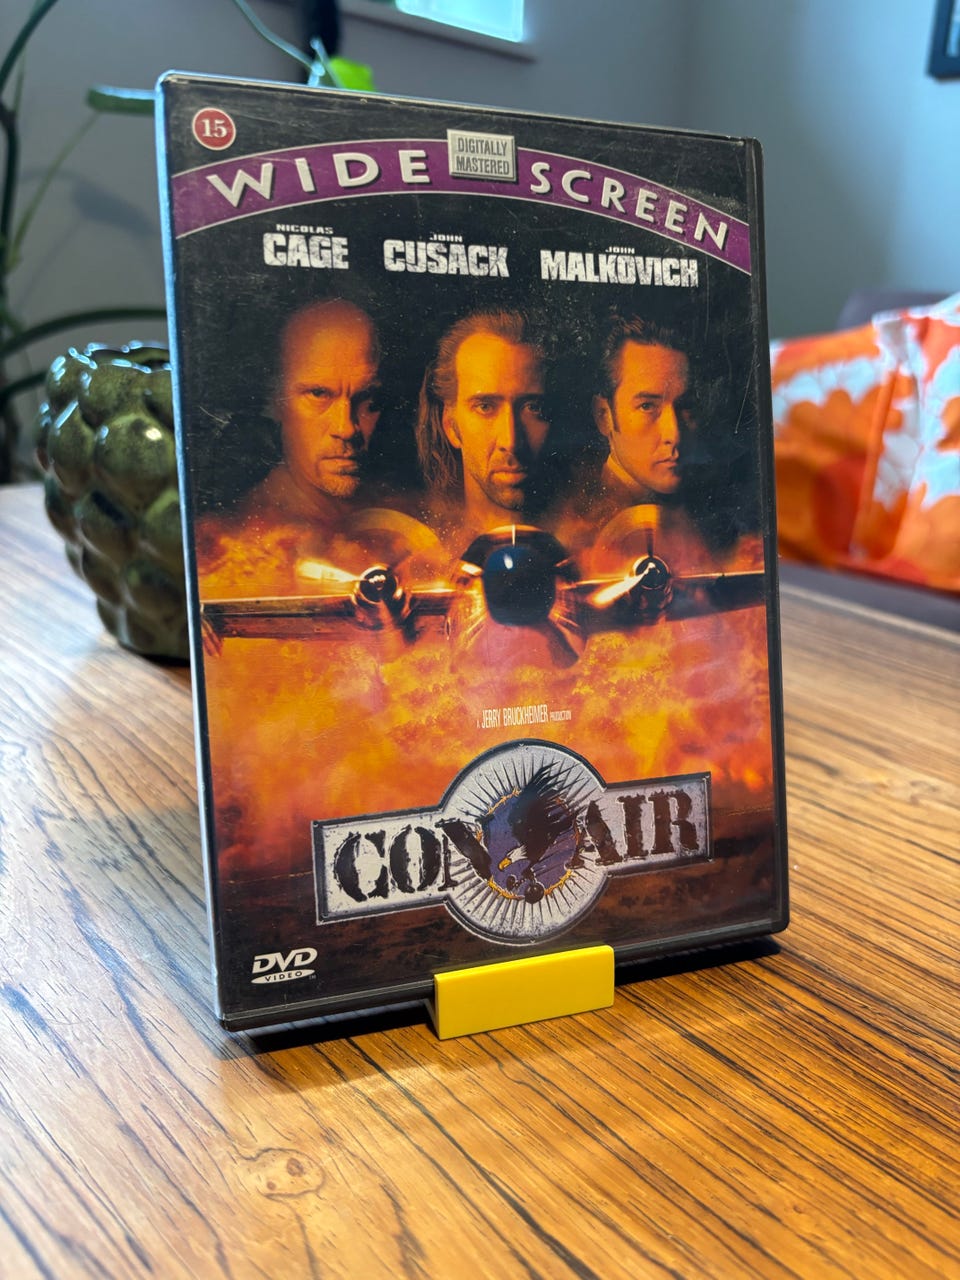 15
DIGITALLY
MASTERED
WIDE SCREEN
NICOLAS JOHN JOHN
CAGE CUSACK MALKOVICH
A JERRY BRUCKHEIMER PRODUCTION
CON AIR
DVD
VIDEO